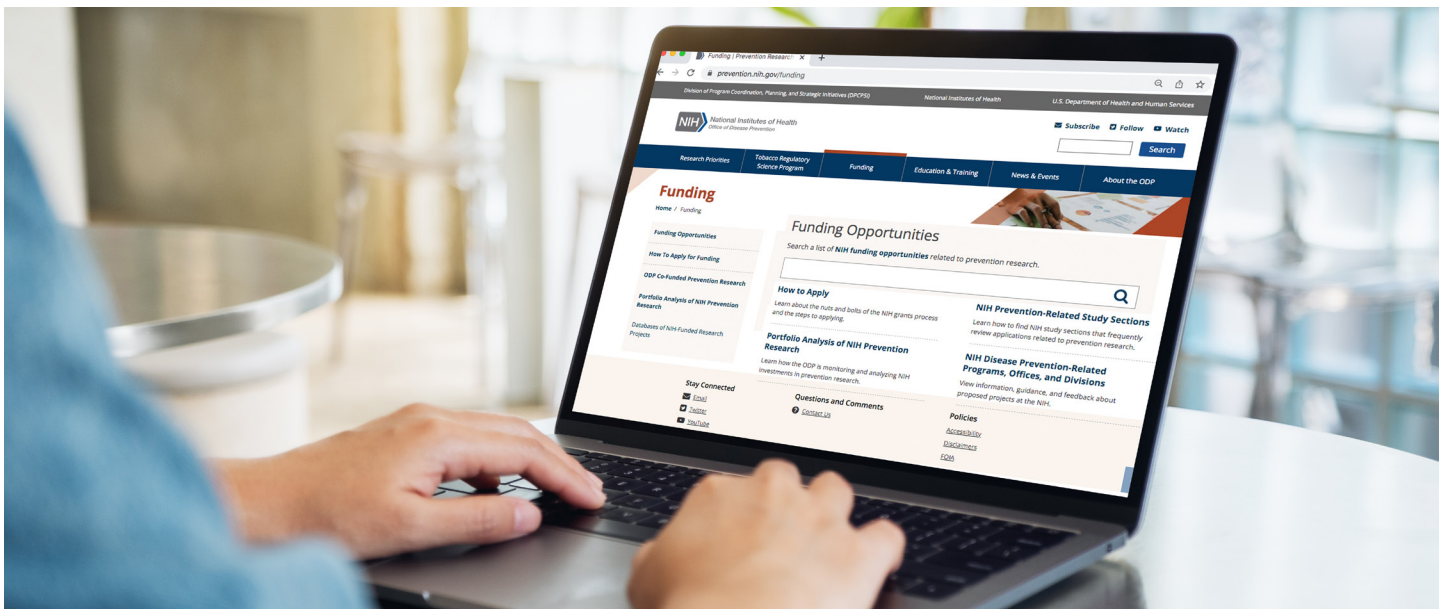 Funding | Prevention Research
prevention.nih.gov/funding
Division of Program Coordination, Planning, and Strategic Initiatives (DPCPSI)
National Institutes of Health
U.S. Department of Health and Human Services
NIH
National Institutes of Health
Office of Disease Prevention
Subscribe
Follow
Watch
Search
Research Priorities
Tobacco Regulatory
Science Program
Funding
Education & Training
News & Events
About the ODP
Funding
Home / Funding
Funding Opportunities
How To Apply for Funding
ODP Co-Funded Prevention Research
Portfolio Analysis of NIH Prevention
Research
Databases of NIH-Funded Research
Projects
Funding Opportunities
Search a list of NIH funding opportunities related to prevention research.
How to Apply
Learn about the nuts and bolts of the NIH grants process
and the steps to applying.
Portfolio Analysis of NIH Prevention
Research
Learn how the ODP is monitoring and analyzing NIH
investments in prevention research.
NIH Prevention-Related Study Sections
Learn how to find NIH study sections that frequently
review applications related to prevention research.
NIH Disease Prevention-Related
Programs, Offices, and Divisions
View information, guidance, and feedback about
proposed projects at the NIH.
Stay Connected
Email
Twitter
YouTube
Questions and Comments
Contact Us
Policies
Accessibility
Disclaimers
FOIA